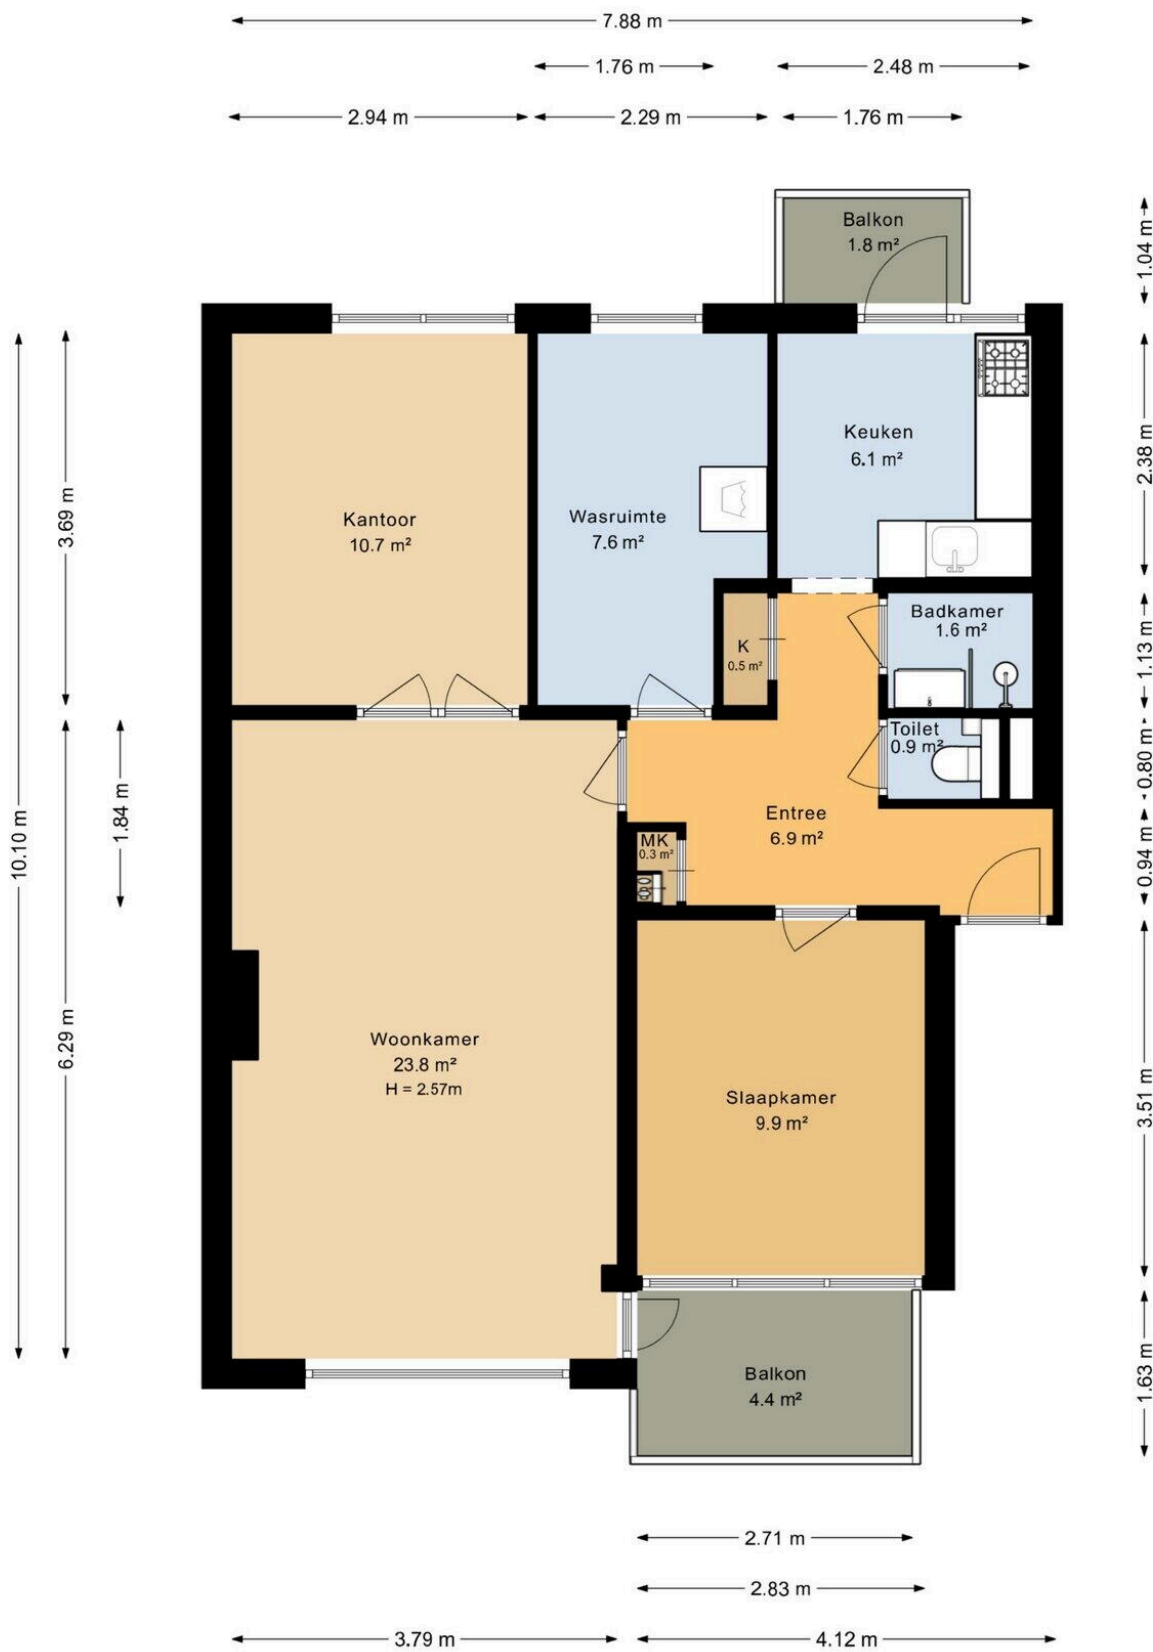 7.88 m
1.76 m
2.48 m
2.94 m
2.29 m
1.76 m
Balkon
1.8 m²
1.04 m
Keuken
6.1 m²
2.38 m
Kantoor
10.7 m²
Wasruimte
7.6 m²
3.69 m
Badkamer
1.6 m²
K
0.5 m²
1.13 m
Toilet
0.9 m²
0.80 m
10.10 m
1.84 m
Entree
6.9 m²
MK
0.3 m²
0.94 m
6.29 m
Woonkamer
23.8 m²
H = 2.57m
Slaapkamer
9.9 m²
3.51 m
Balkon
4.4 m²
1.63 m
2.71 m
2.83 m
3.79 m
4.12 m